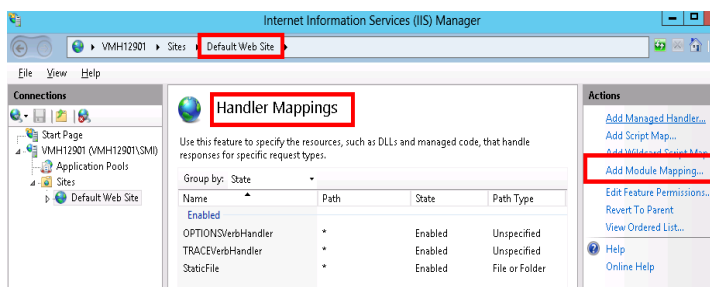 Internet Information Services (IIS) Manager
VMH12901 Sites Default Web Site
File View Help
Connections
Start Page
VMH12901 (VMH12901\SMI)
Application Pools
Sites
Default Web Site
Handler Mappings
Use this feature to specify the resources, such as DLLs and managed code, that handle
responses for specific request types.
Group by: State
Name Path State Path Type
Enabled
OPTIONSVerbHandler * Enabled Unspecified
TRACEVerbHandler * Enabled Unspecified
StaticFile * Enabled File or Folder
Actions
Add Managed Handler...
Add Script Map...
Add Wildcard Script Map
Add Module Mapping...
Edit Feature Permissions..
Revert To Parent
View Ordered List...
Help
Online Help